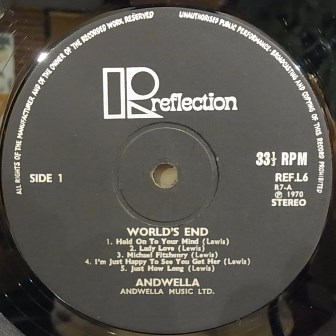 ALL RIGHTS OF THE MANUFACTURER AND OF THE OWNER OF THE RECORDED WORK RESERVED
UNAUTHORISED PUBLIC PERFORMANCE, BROADCASTING AND COPYING OF THIS RECORD PROHIBITED
reflection
SIDE 1
33⅓ RPM
REF.L6
R7-A
℗ 1970
STEREO
WORLD'S END
1. Hold On To Your Mind (Lewis)
2. Lady Love (Lewis)
3. Michael Fitzhenry (Lewis)
4. I'm Just Happy To See You Get Her (Lewis)
5. Just How Long (Lewis)
ANDWELLA
ANDWELLA MUSIC LTD.